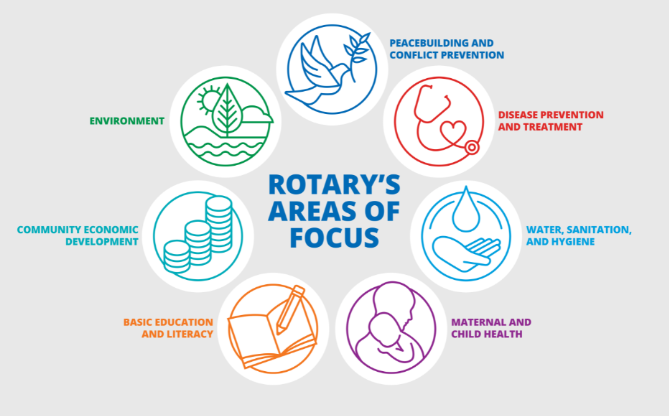 PEACEBUILDING AND
CONFLICT PREVENTION
DISEASE PREVENTION
AND TREATMENT
ENVIRONMENT
ROTARY'S
AREAS OF
FOCUS
WATER, SANITATION,
AND HYGIENE
COMMUNITY ECONOMIC
DEVELOPMENT
MATERNAL AND
CHILD HEALTH
BASIC EDUCATION
AND LITERACY